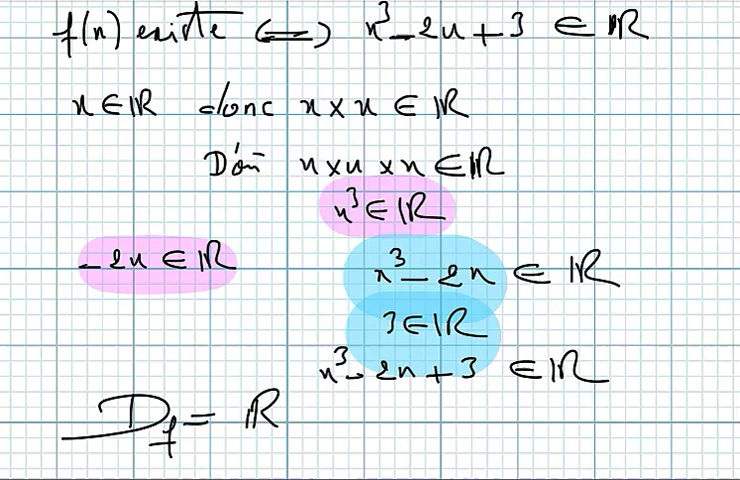 f(x) existe ⟺ x³ - 2x + 3 ∈ ℝ
x ∈ ℝ donc x × x ∈ ℝ
D'où x × x × x ∈ ℝ
x³ ∈ ℝ
- 2x ∈ ℝ
x³ - 2x ∈ ℝ
3 ∈ ℝ
x³ - 2x + 3 ∈ ℝ
D_f = ℝ